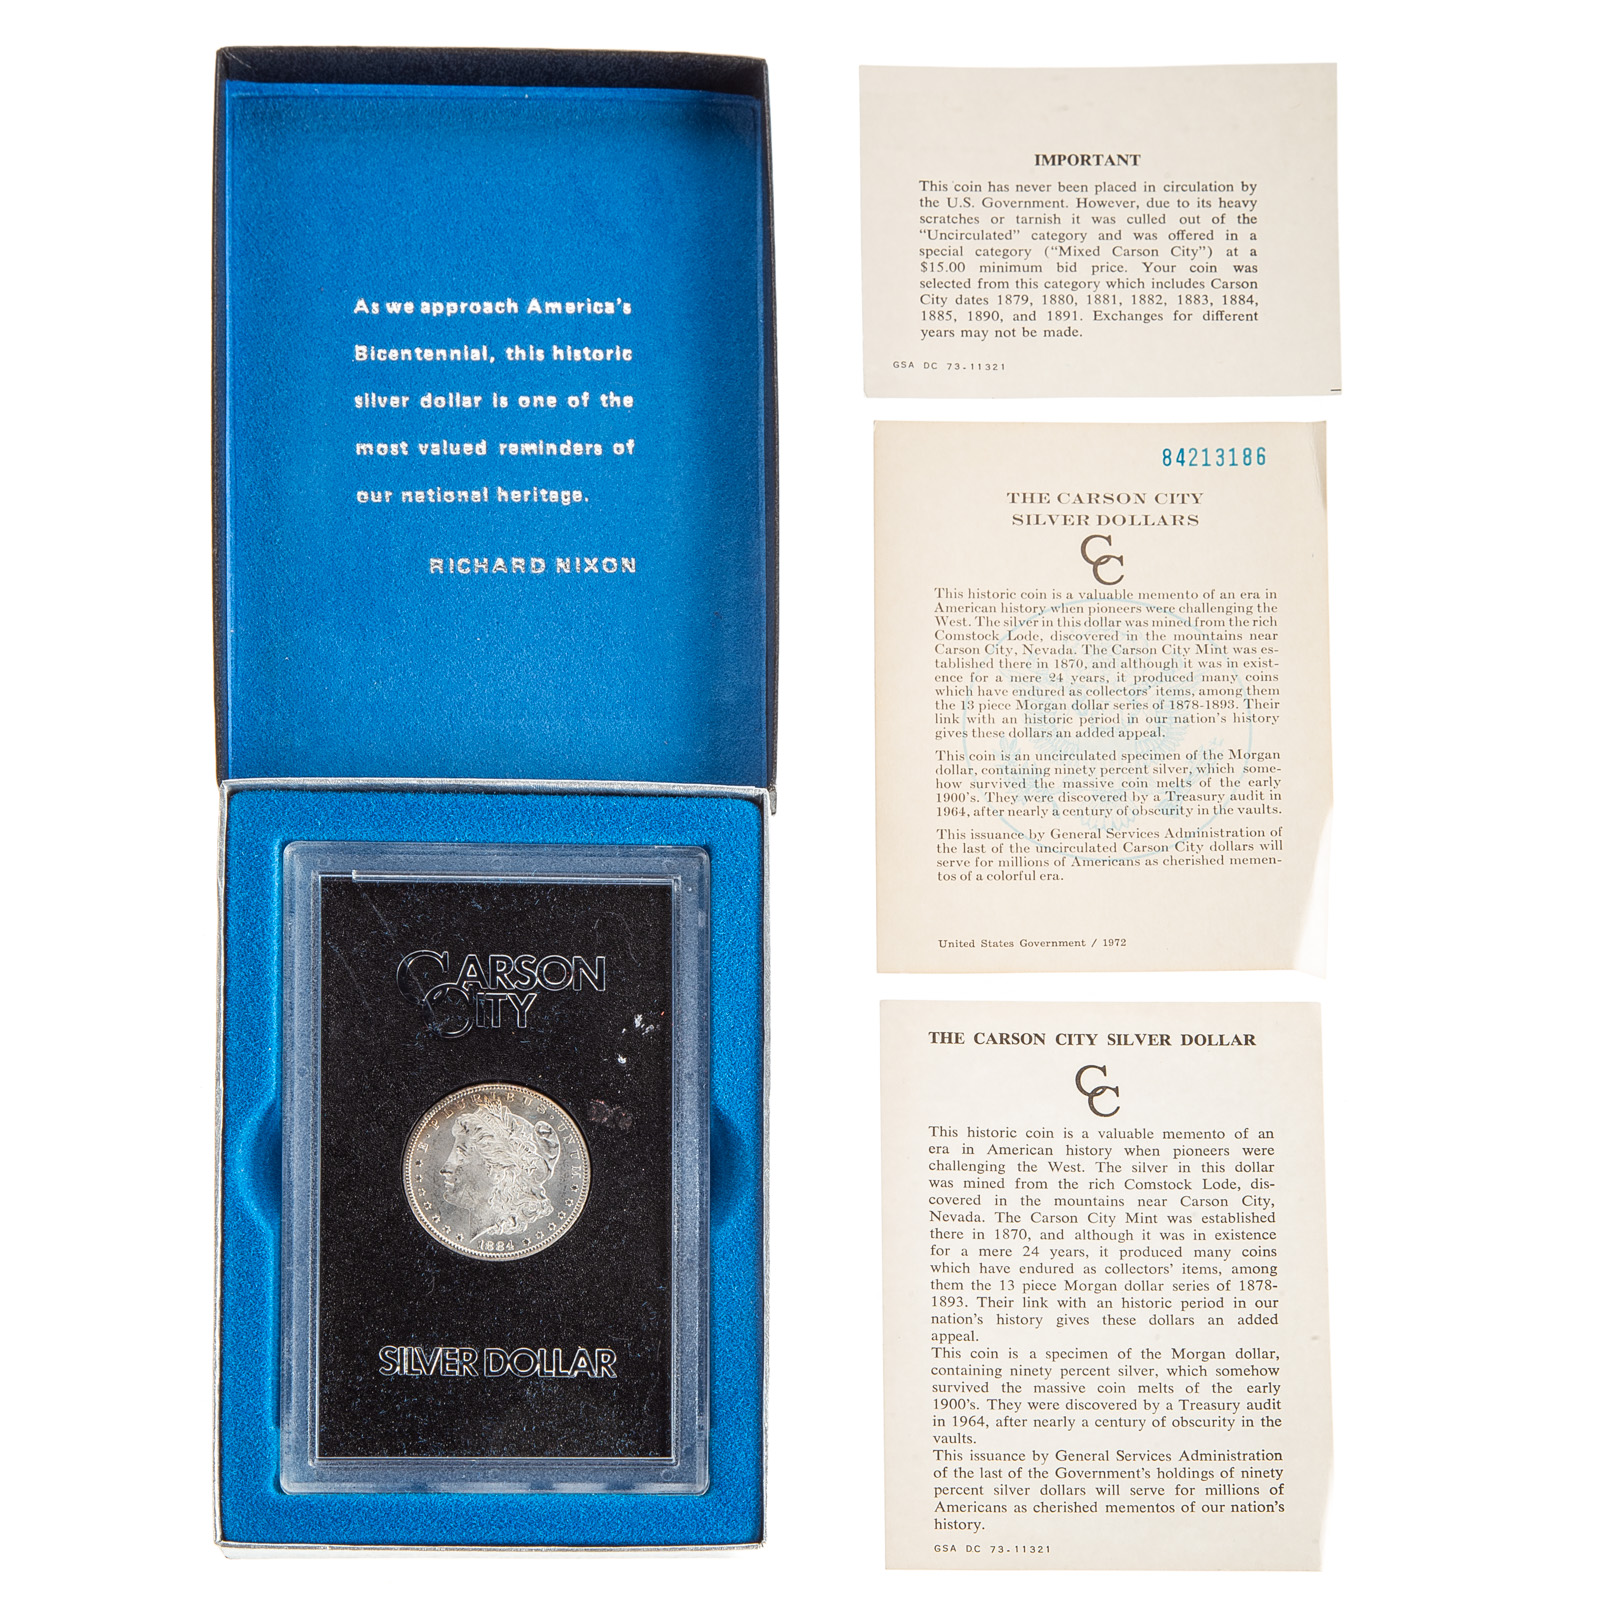 As we approach America's
Bicentennial, this historic
silver dollar is one of the
most valued reminders of
our national heritage.
RICHARD NIXON
CARSON
CITY
E·PLURIBUS·UNUM
1884
SILVER DOLLAR
IMPORTANT
This coin has never been placed in circulation by
the U.S. Government. However, due to its heavy
scratches or tarnish it was culled out of the
“Uncirculated” category and was offered in a
special category (“Mixed Carson City”) at a
$15.00 minimum bid price. Your coin was
selected from this category which includes Carson
City dates 1879, 1880, 1881, 1882, 1883, 1884,
1885, 1890, and 1891. Exchanges for different
years may not be made.
GSA DC 73-11321
84213186
THE CARSON CITY
SILVER DOLLARS
CC
This historic coin is a valuable memento of an era in
American history when pioneers were challenging the
West. The silver in this dollar was mined from the rich
Comstock Lode, discovered in the mountains near
Carson City, Nevada. The Carson City Mint was es-
tablished there in 1870, and although it was in exist-
ence for a mere 24 years, it produced many coins
which have endured as collectors' items, among them
the 13 piece Morgan dollar series of 1878-1893. Their
link with an historic period in our nation's history
gives these dollars an added appeal.
This coin is an uncirculated specimen of the Morgan
dollar, containing ninety percent silver, which some-
how survived the massive coin melts of the early
1900's. They were discovered by a Treasury audit in
1964, after nearly a century of obscurity in the vaults.
This issuance by General Services Administration of
the last of the uncirculated Carson City dollars will
serve for millions of Americans as cherished memen-
tos of a colorful era.
United States Government / 1972
THE CARSON CITY SILVER DOLLAR
CC
This historic coin is a valuable memento of an
era in American history when pioneers were
challenging the West. The silver in this dollar
was mined from the rich Comstock Lode, dis-
covered in the mountains near Carson City,
Nevada. The Carson City Mint was established
there in 1870, and although it was in existence
for a mere 24 years, it produced many coins
which have endured as collectors' items, among
them the 13 piece Morgan dollar series of 1878-
1893. Their link with an historic period in our
nation's history gives these dollars an added
appeal.
This coin is a specimen of the Morgan dollar,
containing ninety percent silver, which somehow
survived the massive coin melts of the early
1900's. They were discovered by a Treasury audit
in 1964, after nearly a century of obscurity in the
vaults.
This issuance by General Services Administration
of the last of the Government's holdings of ninety
percent silver dollars will serve for millions of
Americans as cherished mementos of our nation's
history.
GSA DC 73-11321